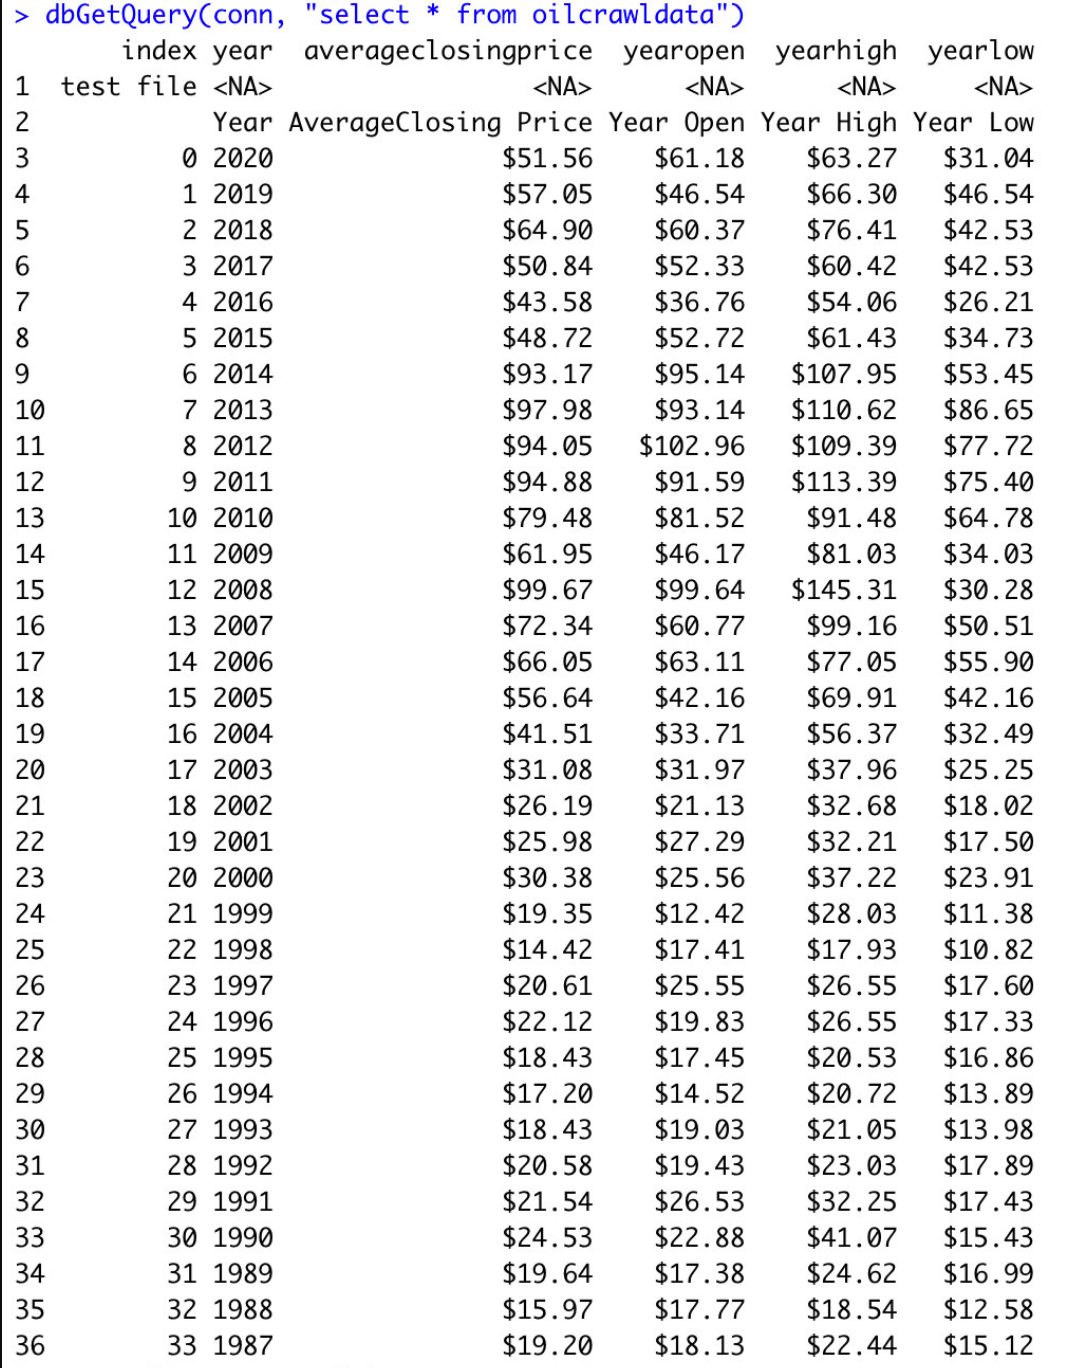 > dbGetQuery(conn, "select * from oilcrawldata")
index year averageclosingprice yearopen yearhigh yearlow
1 test file <NA> <NA> <NA> <NA> <NA>
2 Year AverageClosing Price Year Open Year High Year Low
3 0 2020 $51.56 $61.18 $63.27 $31.04
4 1 2019 $57.05 $46.54 $66.30 $46.54
5 2 2018 $64.90 $60.37 $76.41 $42.53
6 3 2017 $50.84 $52.33 $60.42 $42.53
7 4 2016 $43.58 $36.76 $54.06 $26.21
8 5 2015 $48.72 $52.72 $61.43 $34.73
9 6 2014 $93.17 $95.14 $107.95 $53.45
10 7 2013 $97.98 $93.14 $110.62 $86.65
11 8 2012 $94.05 $102.96 $109.39 $77.72
12 9 2011 $94.88 $91.59 $113.39 $75.40
13 10 2010 $79.48 $81.52 $91.48 $64.78
14 11 2009 $61.95 $46.17 $81.03 $34.03
15 12 2008 $99.67 $99.64 $145.31 $30.28
16 13 2007 $72.34 $60.77 $99.16 $50.51
17 14 2006 $66.05 $63.11 $77.05 $55.90
18 15 2005 $56.64 $42.16 $69.91 $42.16
19 16 2004 $41.51 $33.71 $56.37 $32.49
20 17 2003 $31.08 $31.97 $37.96 $25.25
21 18 2002 $26.19 $21.13 $32.68 $18.02
22 19 2001 $25.98 $27.29 $32.21 $17.50
23 20 2000 $30.38 $25.56 $37.22 $23.91
24 21 1999 $19.35 $12.42 $28.03 $11.38
25 22 1998 $14.42 $17.41 $17.93 $10.82
26 23 1997 $20.61 $25.55 $26.55 $17.60
27 24 1996 $22.12 $19.83 $26.55 $17.33
28 25 1995 $18.43 $17.45 $20.53 $16.86
29 26 1994 $17.20 $14.52 $20.72 $13.89
30 27 1993 $18.43 $19.03 $21.05 $13.98
31 28 1992 $20.58 $19.43 $23.03 $17.89
32 29 1991 $21.54 $26.53 $32.25 $17.43
33 30 1990 $24.53 $22.88 $41.07 $15.43
34 31 1989 $19.64 $17.38 $24.62 $16.99
35 32 1988 $15.97 $17.77 $18.54 $12.58
36 33 1987 $19.20 $18.13 $22.44 $15.12